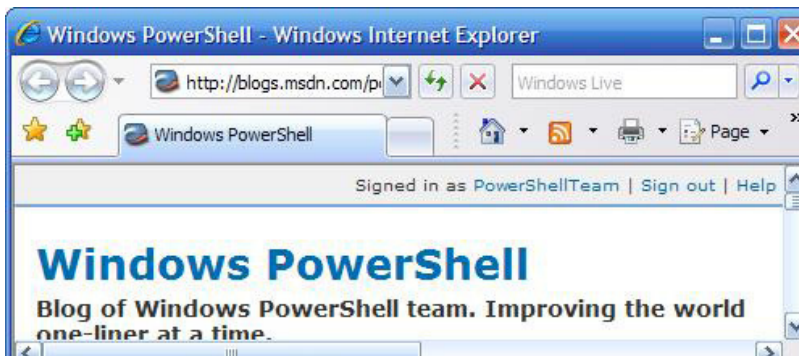 Windows PowerShell - Windows Internet Explorer
http://blogs.msdn.com/p
Windows Live
Windows PowerShell
Page
Signed in as PowerShellTeam | Sign out | Help
Windows PowerShell
Blog of Windows PowerShell team. Improving the world
one-liner at a time.